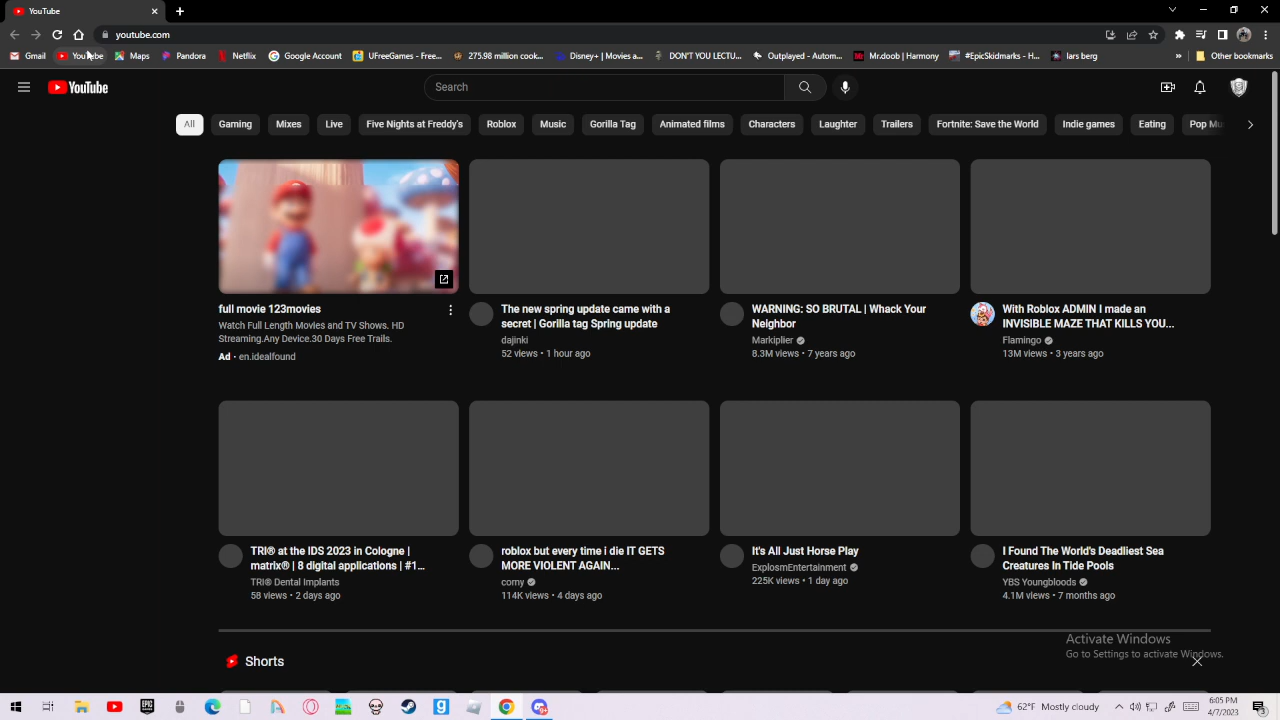 YouTube
youtube.com
Gmail
YouTube
Maps
Pandora
Netflix
Google Account
UFreeGames - Free...
275.98 million cook...
Disney+ | Movies a...
DON'T YOU LECTU...
Outplayed - Autom...
Mr.doob | Harmony
#EpicSkidmarks - H...
lars berg
»
Other bookmarks
YouTube
Search
All
Gaming
Mixes
Live
Five Nights at Freddy's
Roblox
Music
Gorilla Tag
Animated films
Characters
Laughter
Trailers
Fortnite: Save the World
Indie games
Eating
Pop Mu
full movie 123movies
Watch Full Length Movies and TV Shows. HD
Streaming.Any Device.30 Days Free Trails.
Ad · en.idealfound
The new spring update came with a
secret | Gorilla tag Spring update
dajinki
52 views • 1 hour ago
WARNING: SO BRUTAL | Whack Your
Neighbor
Markiplier
8.3M views • 7 years ago
With Roblox ADMIN I made an
INVISIBLE MAZE THAT KILLS YOU...
Flamingo
13M views • 3 years ago
TRI® at the IDS 2023 in Cologne |
matrix® | 8 digital applications | #1...
TRI® Dental Implants
58 views • 2 days ago
roblox but every time i die IT GETS
MORE VIOLENT AGAIN...
corny
114K views • 4 days ago
It's All Just Horse Play
ExplosmEntertainment
225K views • 1 day ago
I Found The World's Deadliest Sea
Creatures In Tide Pools
YBS Youngbloods
4.1M views • 7 months ago
Shorts
Activate Windows
Go to Settings to activate Windows.
EPIC
GAMES
62°F Mostly cloudy
6:05 PM
4/7/2023